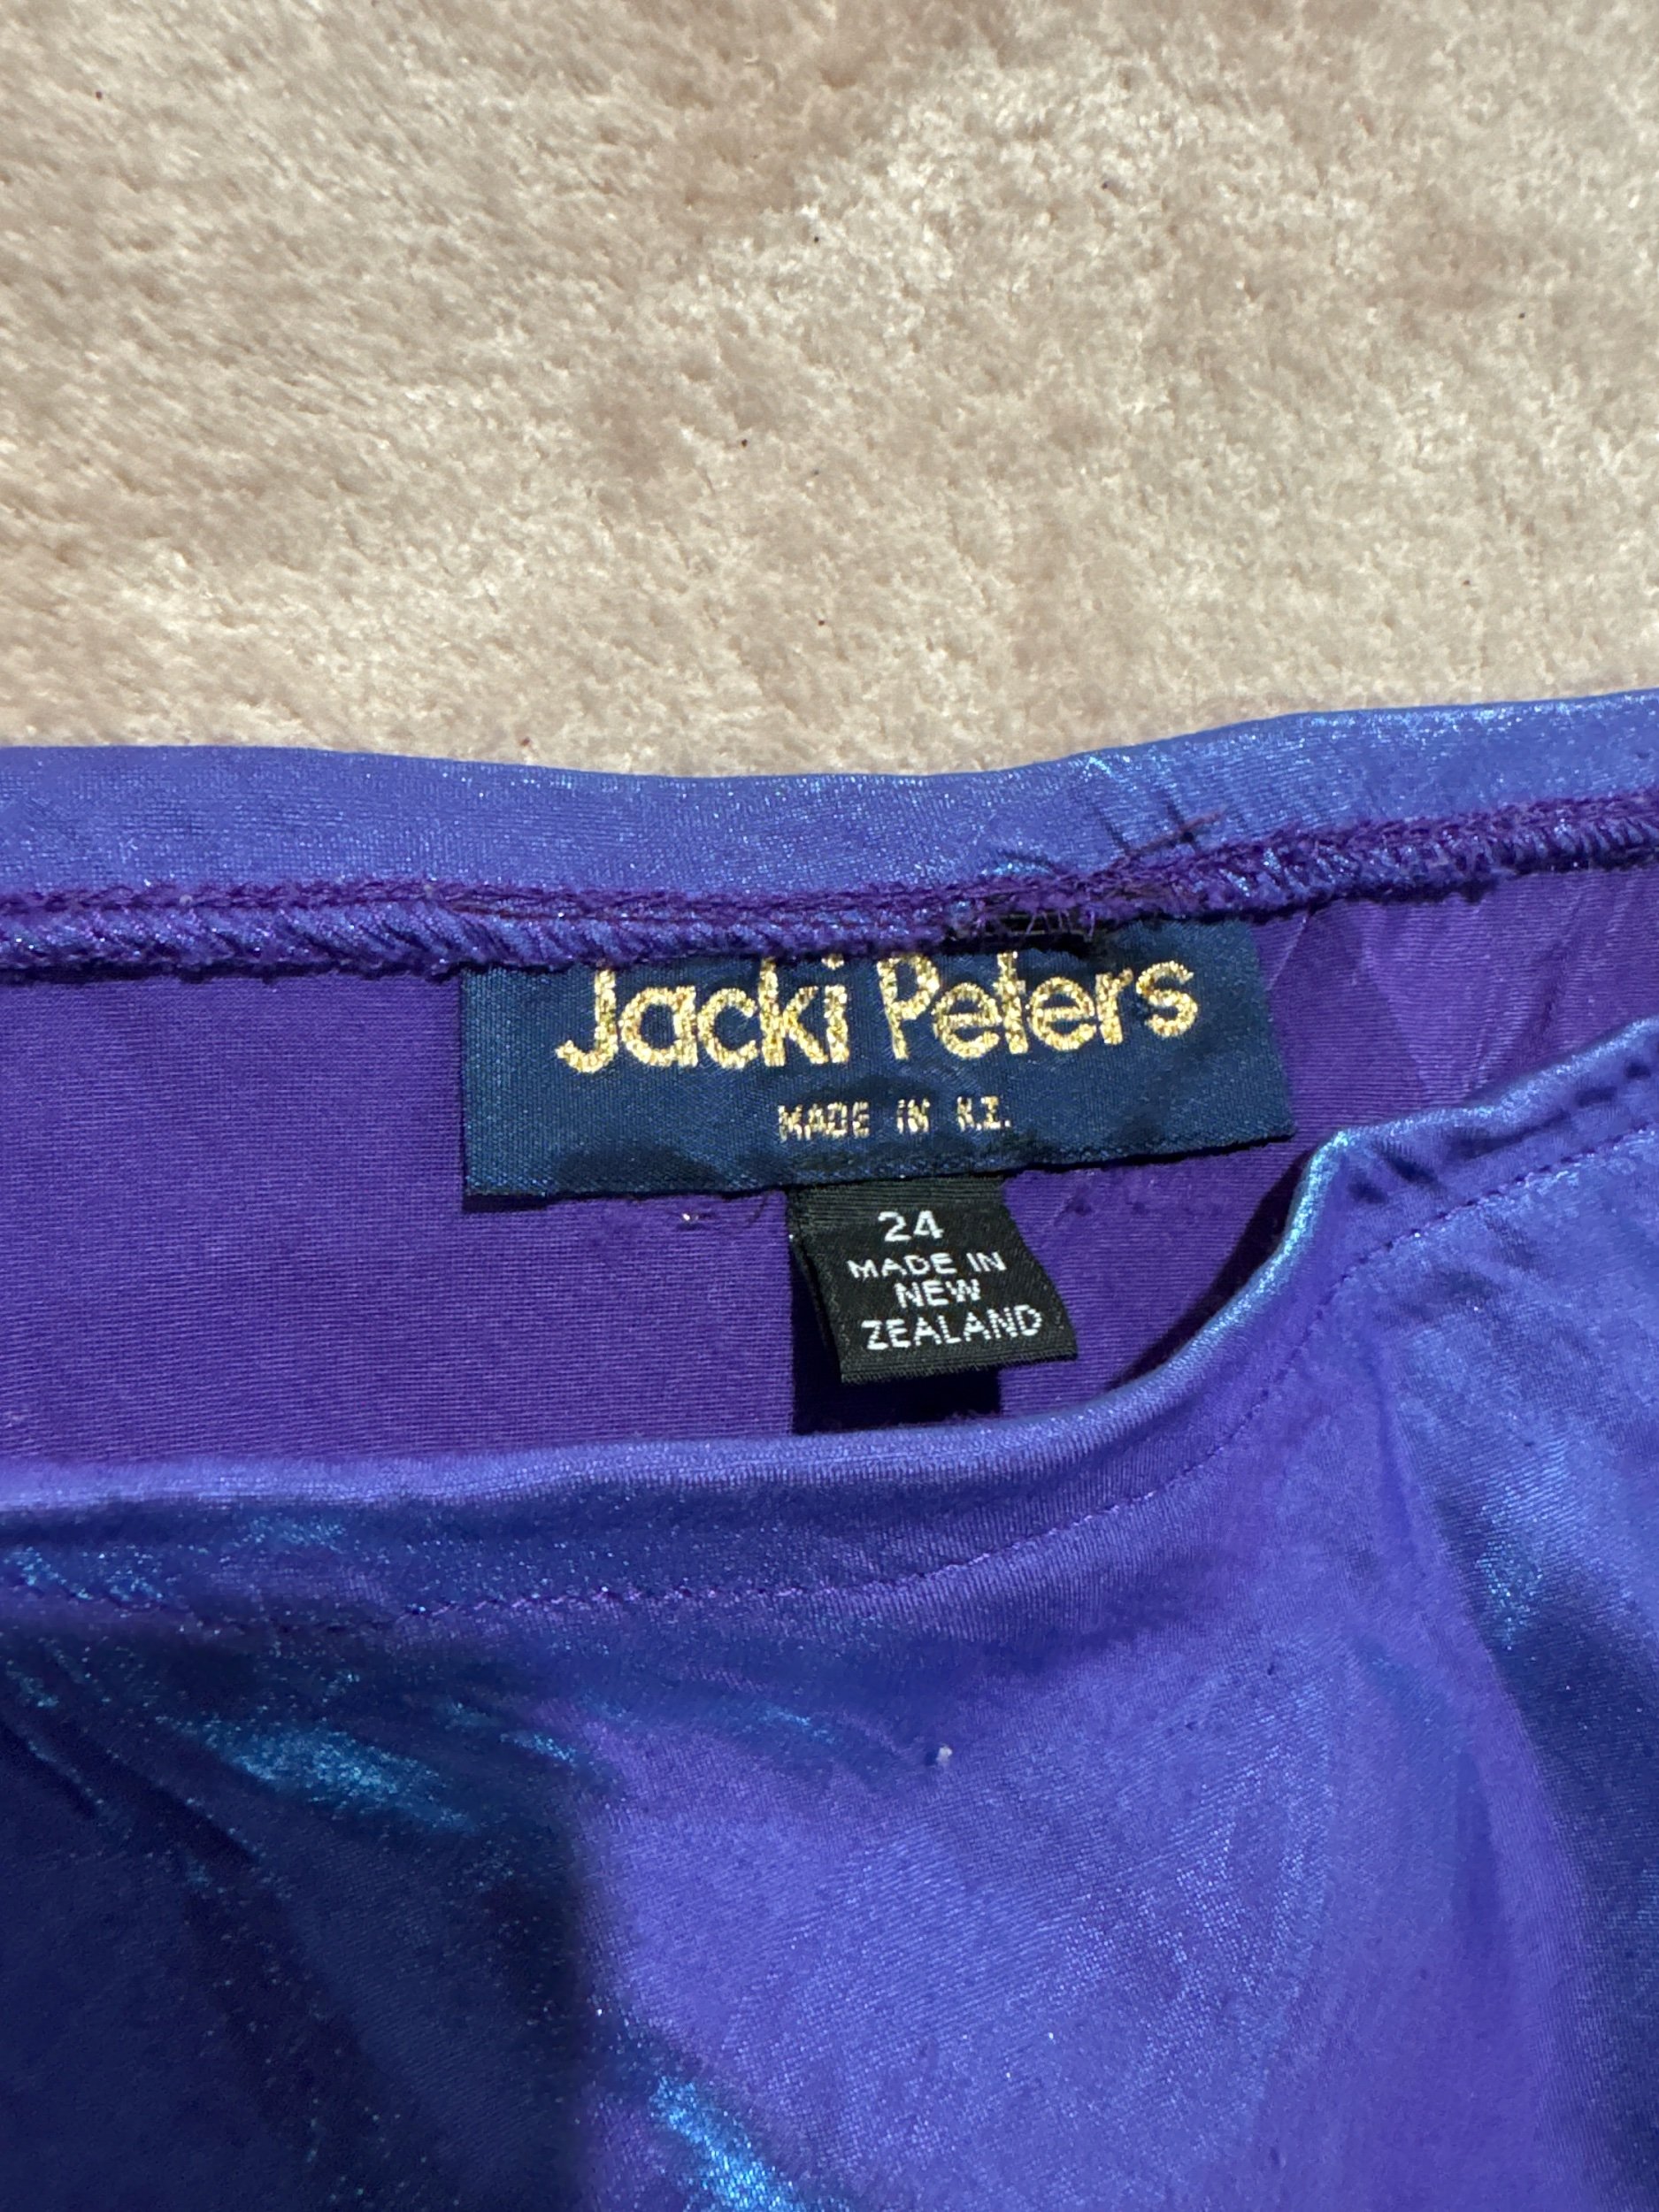 Jacki Peters
MADE IN N.Z.
24
MADE IN
NEW
ZEALAND